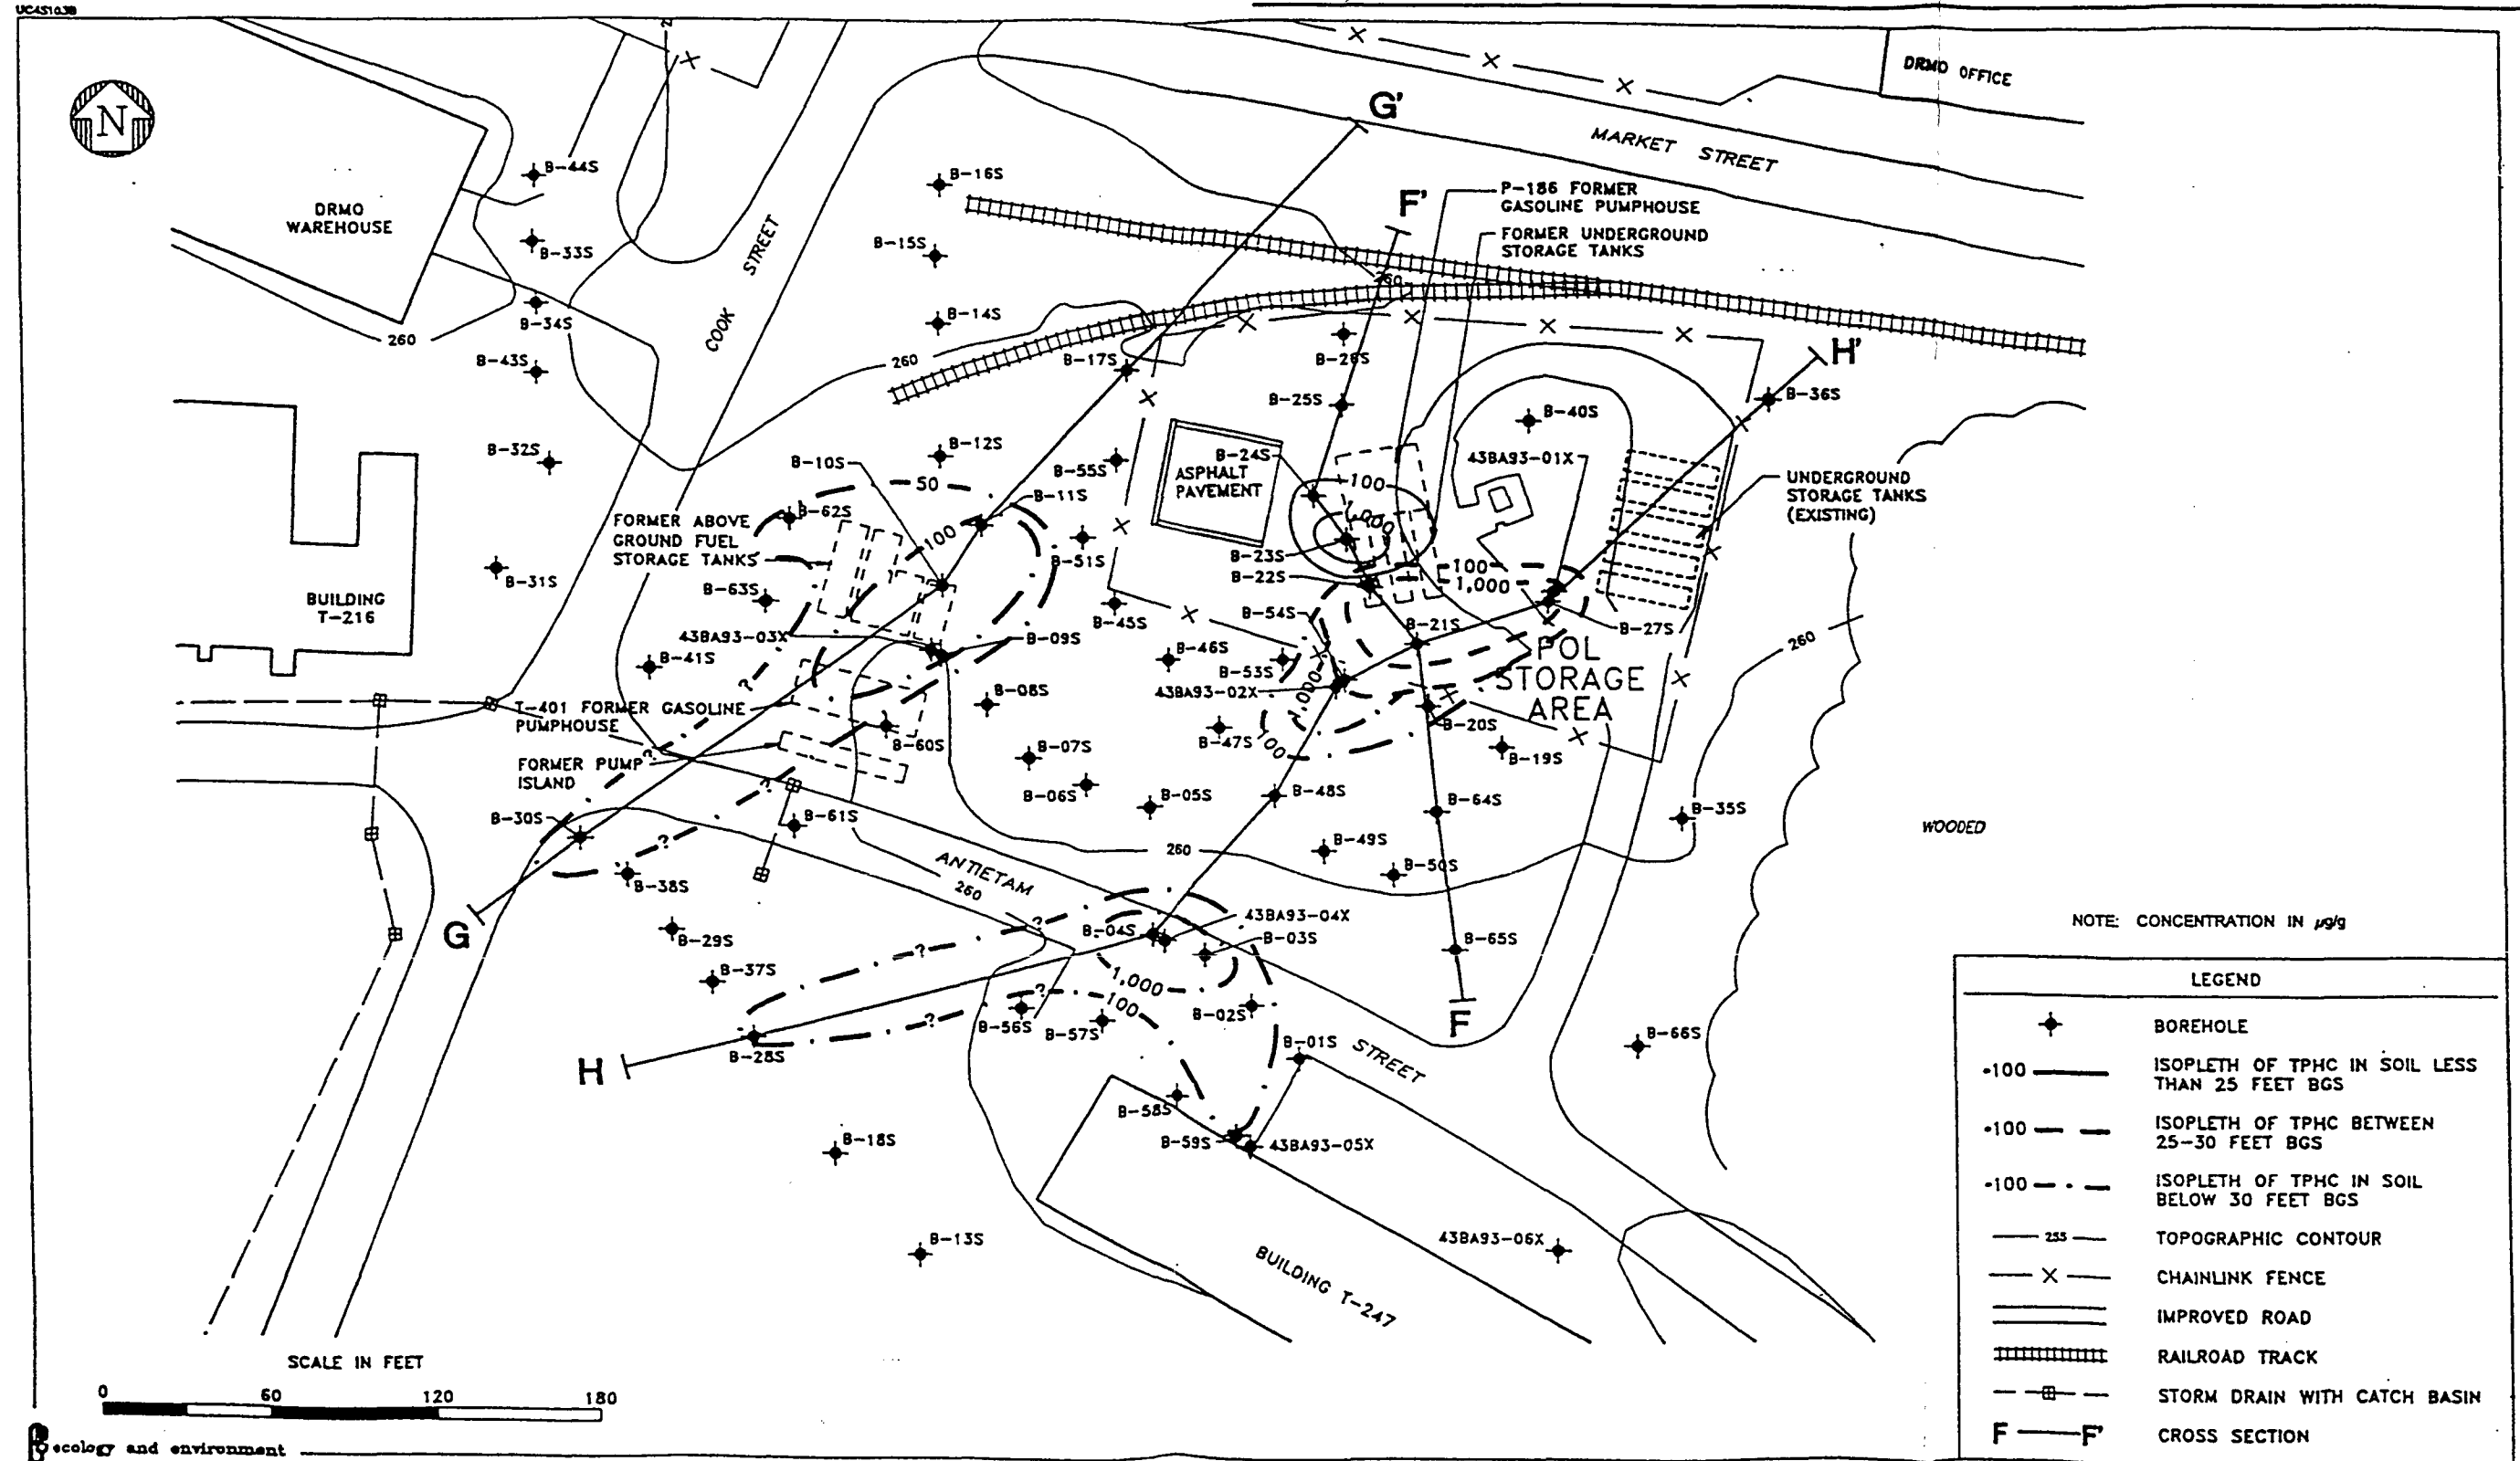 UC4S103B
N
DRMO OFFICE
MARKET STREET
G'
B-44S
B-16S
P-186 FORMER
GASOLINE PUMPHOUSE
DRMO
WAREHOUSE
F'
FORMER UNDERGROUND
STORAGE TANKS
B-33S
B-15S
COOK STREET
260
B-34S
B-14S
260
B-43S
260
B-17S
B-26S
H'
B-36S
B-25S
B-40S
B-32S
B-10S
B-12S
B-55S
B-24S
43BA93-01X
ASPHALT
PAVEMENT
50
B-11S
100
UNDERGROUND
STORAGE TANKS
(EXISTING)
B-62S
FORMER ABOVE
GROUND FUEL
STORAGE TANKS
100
1,000
B-51S
B-23S
B-22S
100
1,000
B-31S
B-63S
BUILDING
T-216
B-45S
B-54S
B-21S
B-27S
43BA93-03X
B-09S
260
B-41S
B-46S
B-53S
POL
STORAGE
AREA
?
43BA93-02X
1,000
B-08S
T-401 FORMER GASOLINE
PUMPHOUSE
B-20S
B-47S
100
B-60S
?
B-07S
B-19S
FORMER PUMP
ISLAND
?
B-06S
B-05S
B-48S
B-64S
B-35S
B-30S
B-61S
WOODED
?
260
B-49S
B-50S
ANTIETAM
260
B-38S
G
?
43BA93-04X
NOTE: CONCENTRATION IN µg/g
B-29S
B-04S
B-03S
B-65S
?
B-37S
1,000
?
100
LEGEND
B-56S
B-57S
B-02S
F
BOREHOLE
?
B-28S
H
B-01S
STREET
B-66S
-100
ISOPLETH OF TPHC IN SOIL LESS
THAN 25 FEET BGS
B-58S
-100
ISOPLETH OF TPHC BETWEEN
25-30 FEET BGS
B-18S
B-59S
43BA93-05X
-100
ISOPLETH OF TPHC IN SOIL
BELOW 30 FEET BGS
B-13S
43BA93-06X
255
TOPOGRAPHIC CONTOUR
BUILDING T-247
X
CHAINLINK FENCE
IMPROVED ROAD
RAILROAD TRACK
SCALE IN FEET
0 60 120 180
STORM DRAIN WITH CATCH BASIN
F F'
CROSS SECTION
ecology and environment